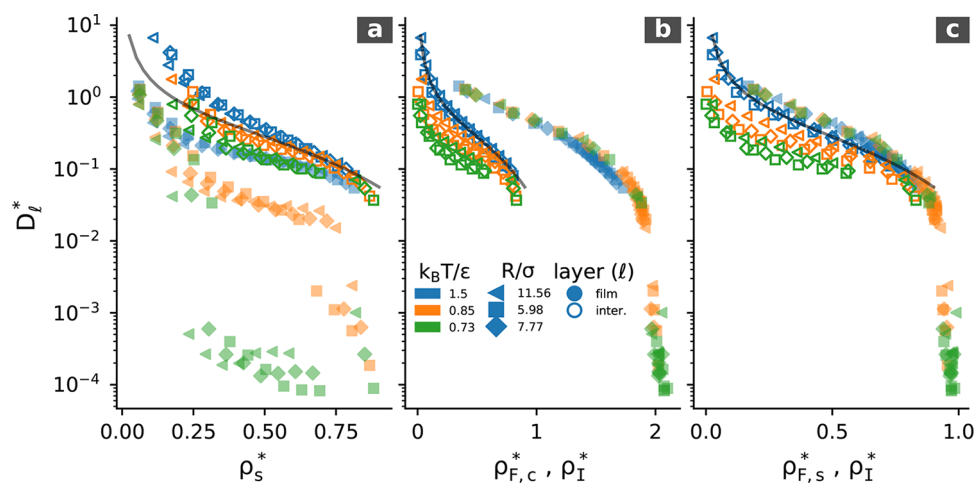 a
b
c
10¹
10⁰
10⁻¹
10⁻²
10⁻³
10⁻⁴
D*ℓ
k_BT/ε R/σ layer (ℓ)
1.5 11.56 film
0.85 5.98 inter.
0.73 7.77
0.00 0.25 0.50 0.75
0 1 2
0.0 0.5 1.0
ρ*s
ρ*F,c , ρ*I
ρ*F,s , ρ*I